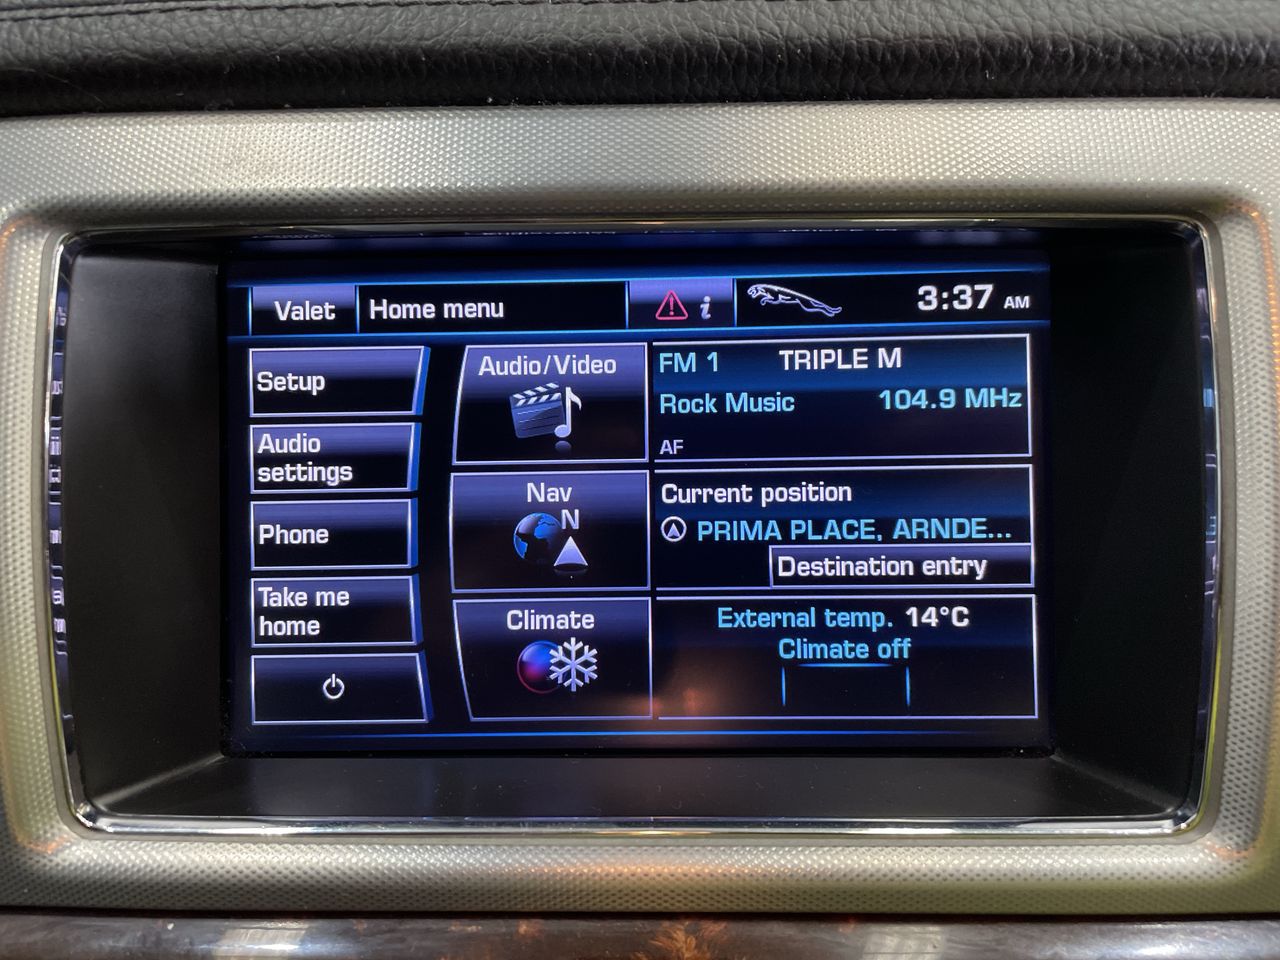 Valet
Home menu
i
3:37 AM
Setup
Audio
settings
Phone
Take me
home
Audio/Video
Nav
N
Climate
FM 1 TRIPLE M
Rock Music 104.9 MHz
AF
Current position
PRIMA PLACE, ARNDE...
Destination entry
External temp. 14°C
Climate off